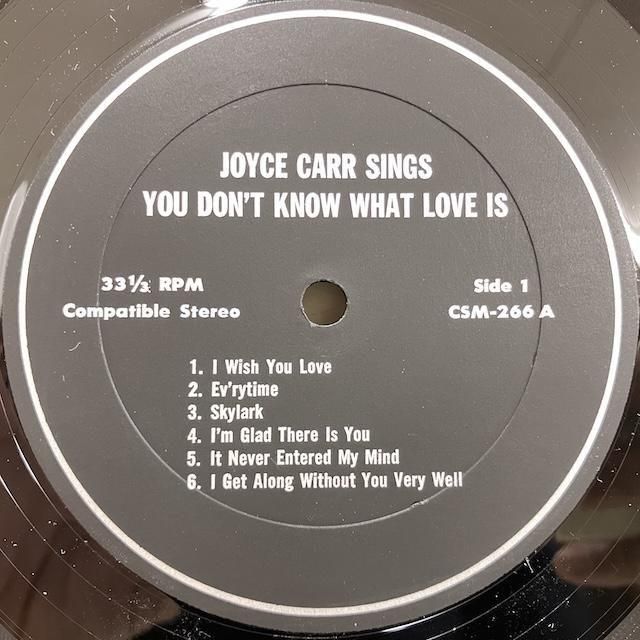 JOYCE CARR SINGS
YOU DON'T KNOW WHAT LOVE IS
33⅓ RPM
Compatible Stereo
Side 1
CSM-266 A
1. I Wish You Love
2. Ev'rytime
3. Skylark
4. I'm Glad There Is You
5. It Never Entered My Mind
6. I Get Along Without You Very Well